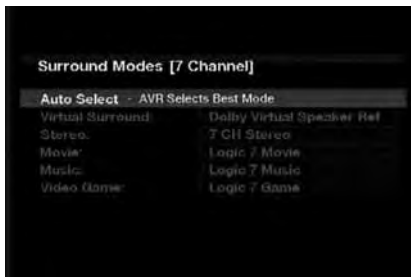 Surround Modes [7 Channel]
Auto Select - AVR Selects Best Mode
Virtual Surround: Dolby Virtual Speaker Ref
Stereo: 7 CH Stereo
Movie: Logic 7 Movie
Music: Logic 7 Music
Video Game: Logic 7 Game